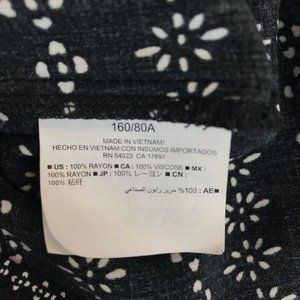 160/80A
MADE IN VIETNAM/
HECHO EN VIETNAM CON INSUMOS IMPORTADOS
RN 54023 CA 17897
■ US : 100% RAYON ■ CA : 100% VISCOSE ■ MX :
100% RAYON ■ JP : 100% レーヨン ■ CN :
100% 粘纤
■ AE : 100% حرير رايون الصناعي